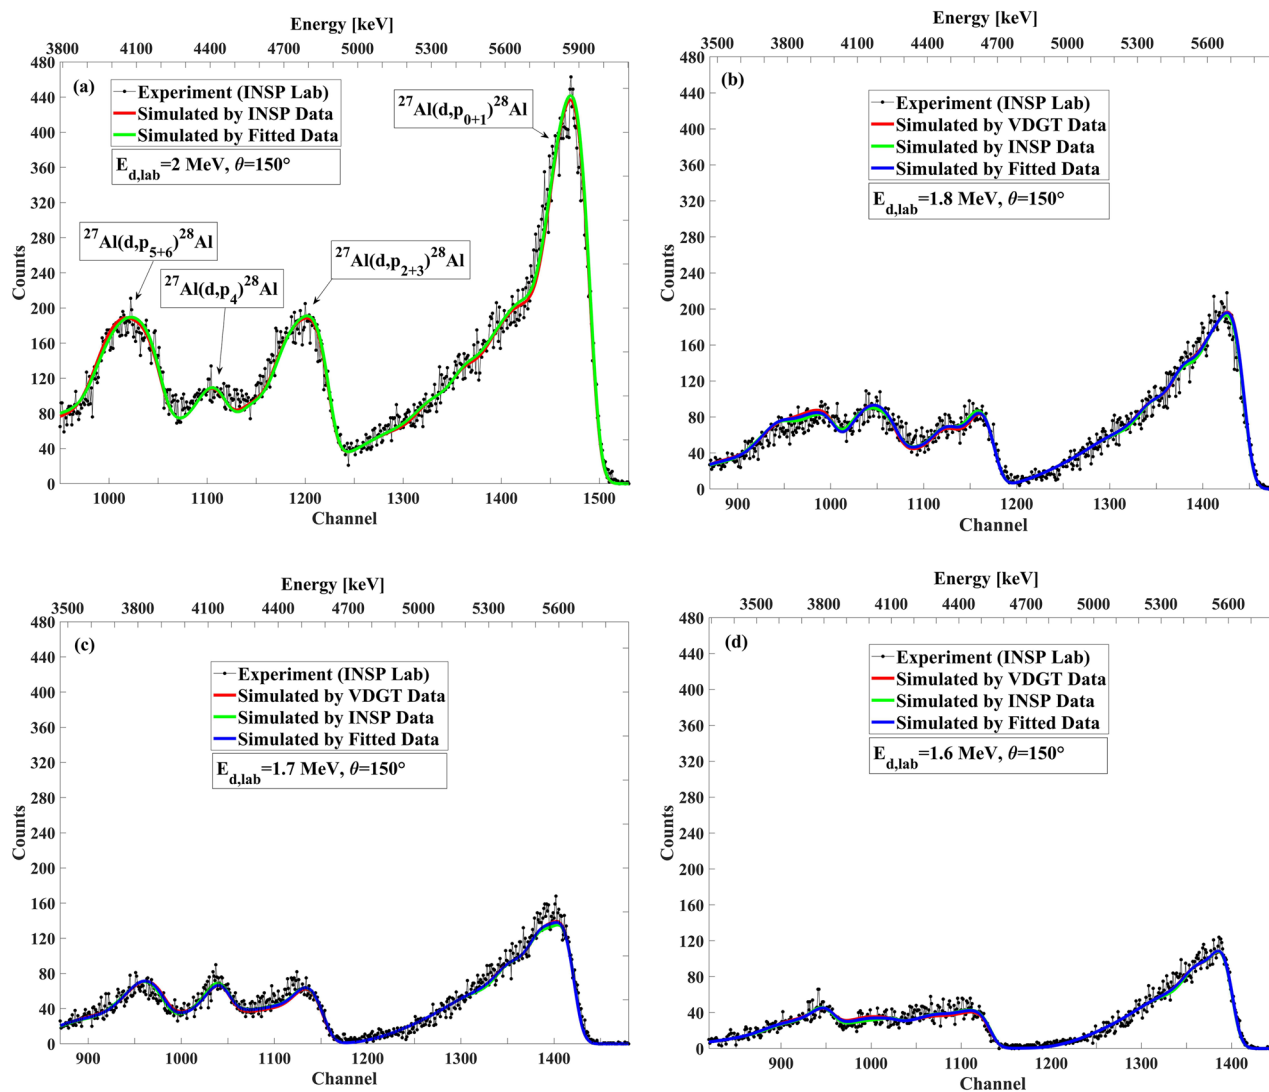 Energy [keV]
3800 4100 4400 4700 5000 5300 5600 5900
480
440
400
360
320
280
240
200
160
120
80
40
0
Counts
(a)
Experiment (INSP Lab)
Simulated by INSP Data
Simulated by Fitted Data
E_d,lab=2 MeV, θ=150°
²⁷Al(d,p₀₊₁)²⁸Al
²⁷Al(d,p₅₊₆)²⁸Al
²⁷Al(d,p₄)²⁸Al
²⁷Al(d,p₂₊₃)²⁸Al
1000 1100 1200 1300 1400 1500
Channel
Energy [keV]
3500 3800 4100 4400 4700 5000 5300 5600
480
440
400
360
320
280
240
200
160
120
80
40
0
Counts
(b)
Experiment (INSP Lab)
Simulated by VDGT Data
Simulated by INSP Data
Simulated by Fitted Data
E_d,lab=1.8 MeV, θ=150°
900 1000 1100 1200 1300 1400
Channel
Energy [keV]
3500 3800 4100 4400 4700 5000 5300 5600
480
440
400
360
320
280
240
200
160
120
80
40
0
Counts
(c)
Experiment (INSP Lab)
Simulated by VDGT Data
Simulated by INSP Data
Simulated by Fitted Data
E_d,lab=1.7 MeV, θ=150°
900 1000 1100 1200 1300 1400
Channel
Energy [keV]
3500 3800 4100 4400 4700 5000 5300 5600
480
440
400
360
320
280
240
200
160
120
80
40
0
Counts
(d)
Experiment (INSP Lab)
Simulated by VDGT Data
Simulated by INSP Data
Simulated by Fitted Data
E_d,lab=1.6 MeV, θ=150°
900 1000 1100 1200 1300 1400
Channel